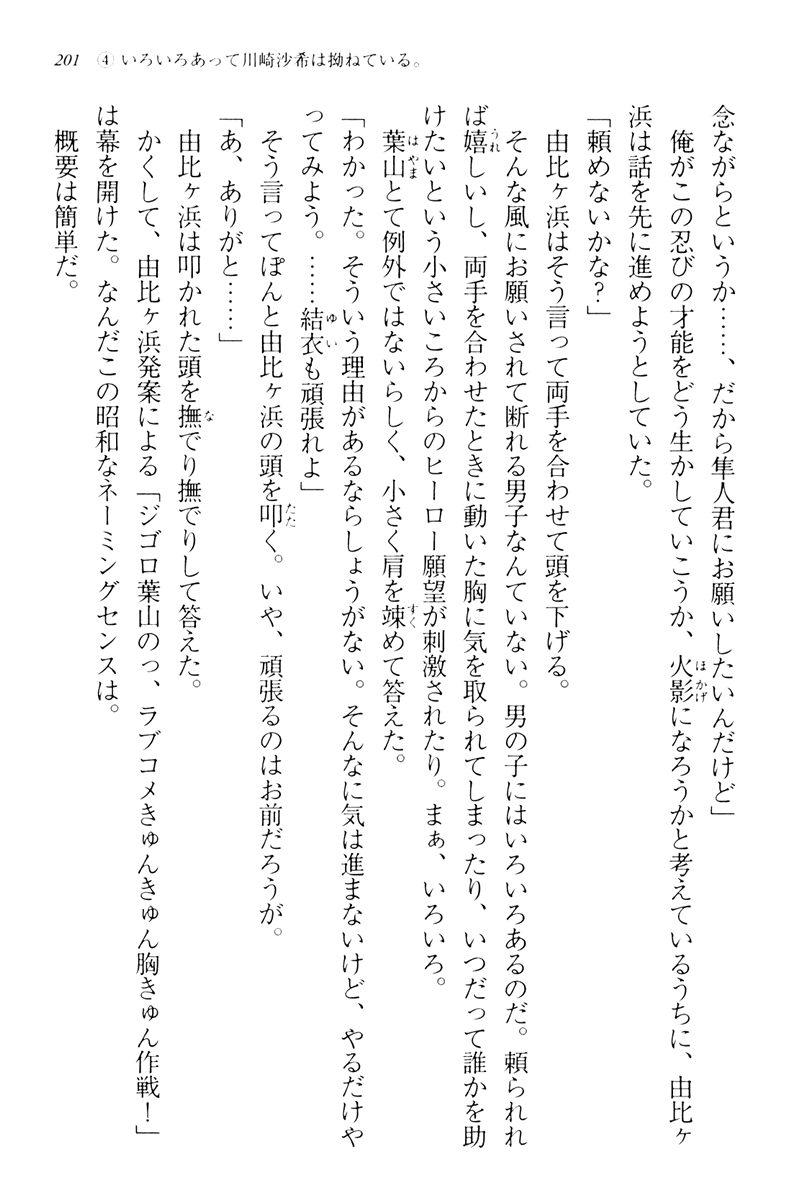 201 ④いろいろあって川崎沙希は拗ねている。
念ながらというか……、だから隼人君にお願いしたいんだけど」
俺がこの忍びの才能をどう生かしていこうか、火影になろうかと考えているうちに、由比ヶ
浜は話を先に進めようとしていた。
「頼めないかな？」
由比ヶ浜はそう言って両手を合わせて頭を下げる。
そんな風にお願いされて断れる男子なんていない。男の子にはいろいろあるのだ。頼られれ
ば嬉しいし、両手を合わせたときに動いた胸に気を取られてしまったり、いつだって誰かを助
けたいという小さいころからのヒーロー願望が刺激されたり。まぁ、いろいろ。
葉山とて例外ではないらしく、小さく肩を竦めて答えた。
「わかった。そういう理由があるならしょうがない。そんなに気は進まないけど、やるだけや
ってみよう。……結衣も頑張れよ」
そう言ってぽんと由比ヶ浜の頭を叩く。いや、頑張るのはお前だろうが。
「あ、ありがと……」
由比ヶ浜は叩かれた頭を撫でり撫でりして答えた。
かくして、由比ヶ浜発案による「ジゴロ葉山のっ、ラブコメきゅんきゅん胸きゅん作戦！」
は幕を開けた。なんだこの昭和なネーミングセンスは。
概要は簡単だ。